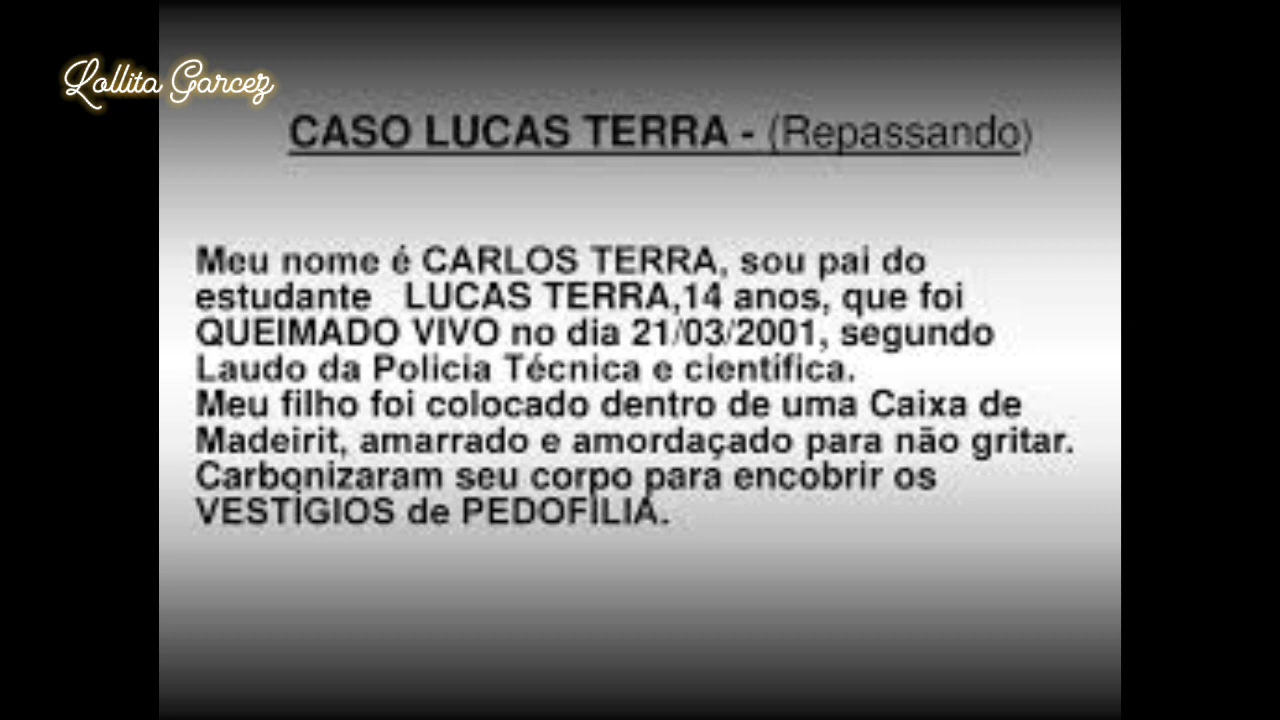 Lollita Garcez
CASO LUCAS TERRA - (Repassando)
Meu nome é CARLOS TERRA, sou pai do
estudante LUCAS TERRA,14 anos, que foi
QUEIMADO VIVO no dia 21/03/2001, segundo
Laudo da Policia Técnica e científica.
Meu filho foi colocado dentro de uma Caixa de
Madeirit, amarrado e amordaçado para não gritar.
Carbonizaram seu corpo para encobrir os
VESTÍGIOS de PEDOFÍLIA.